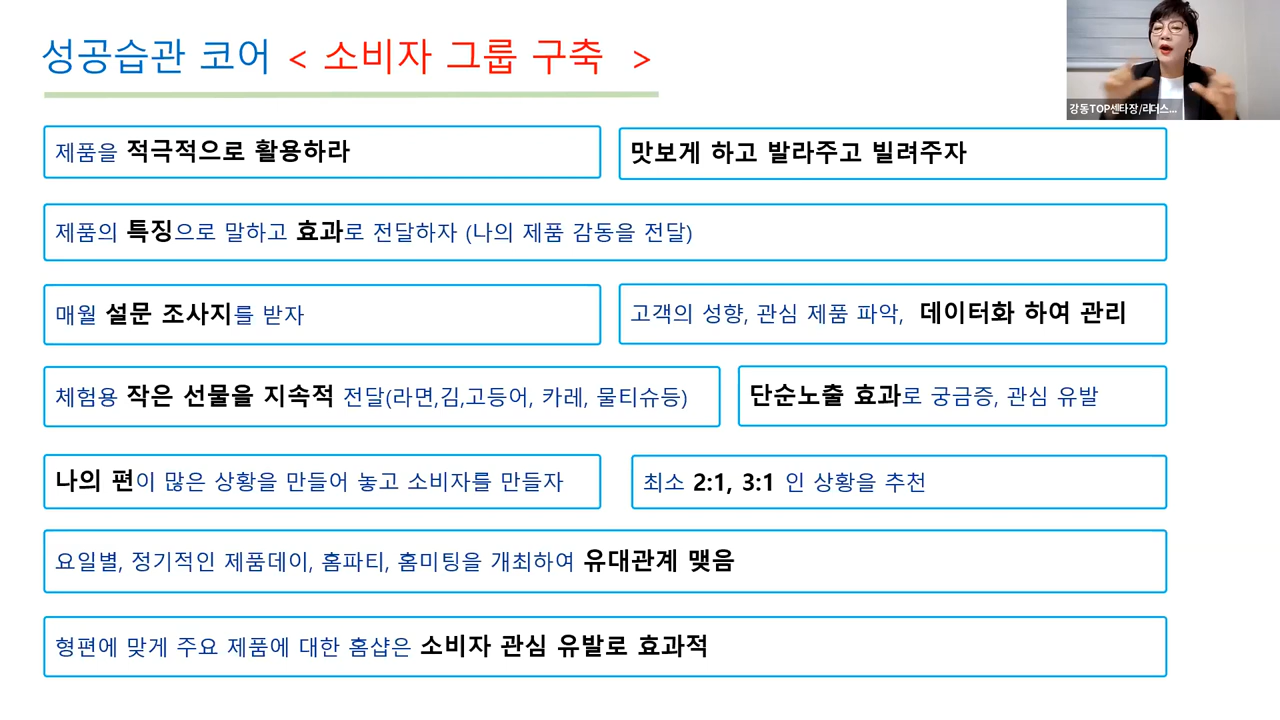 성공습관 코어 < 소비자 그룹 구축 >
강동TOP센타장/리더스...
제품을 적극적으로 활용하라
맛보게 하고 발라주고 빌려주자
제품의 특징으로 말하고 효과로 전달하자 (나의 제품 감동을 전달)
매월 설문 조사지를 받자
고객의 성향, 관심 제품 파악, 데이터화 하여 관리
체험용 작은 선물을 지속적 전달(라면,김,고등어, 카레, 물티슈등)
단순노출 효과로 궁금증, 관심 유발
나의 편이 많은 상황을 만들어 놓고 소비자를 만들자
최소 2:1, 3:1 인 상황을 추천
요일별, 정기적인 제품데이, 홈파티, 홈미팅을 개최하여 유대관계 맺음
형편에 맞게 주요 제품에 대한 홈샵은 소비자 관심 유발로 효과적